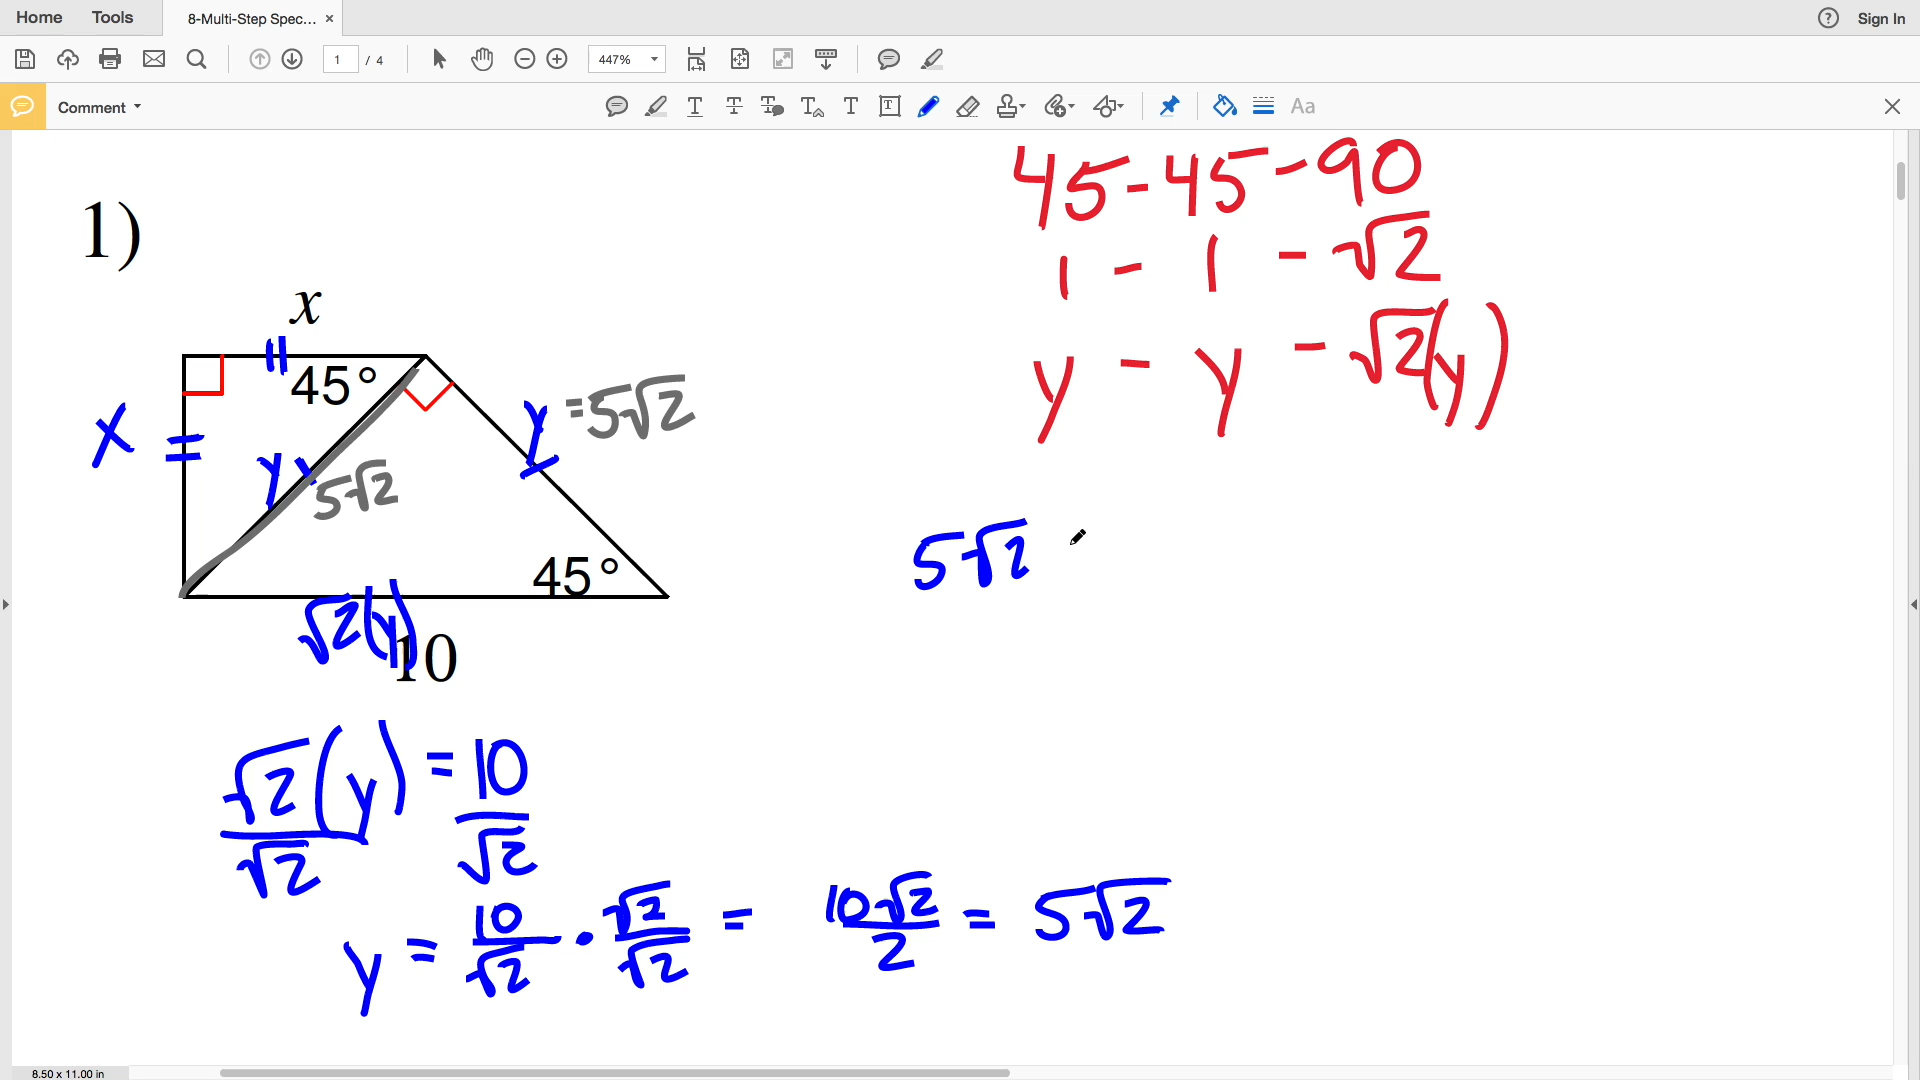 Home Tools 8-Multi-Step Spec... × ? Sign In
1 / 4 447%
Comment T T T T T T Aa
45-45-90
1 - 1 - √2
y - y - √2(y)
1)
x
45°
x
y = 5√2
y
5√2
45°
√2(y)
10
5√2
√2(y) = 10
√2 √2
y = 10/√2 • √2/√2 = 10√2/2 = 5√2
8.50 x 11.00 in